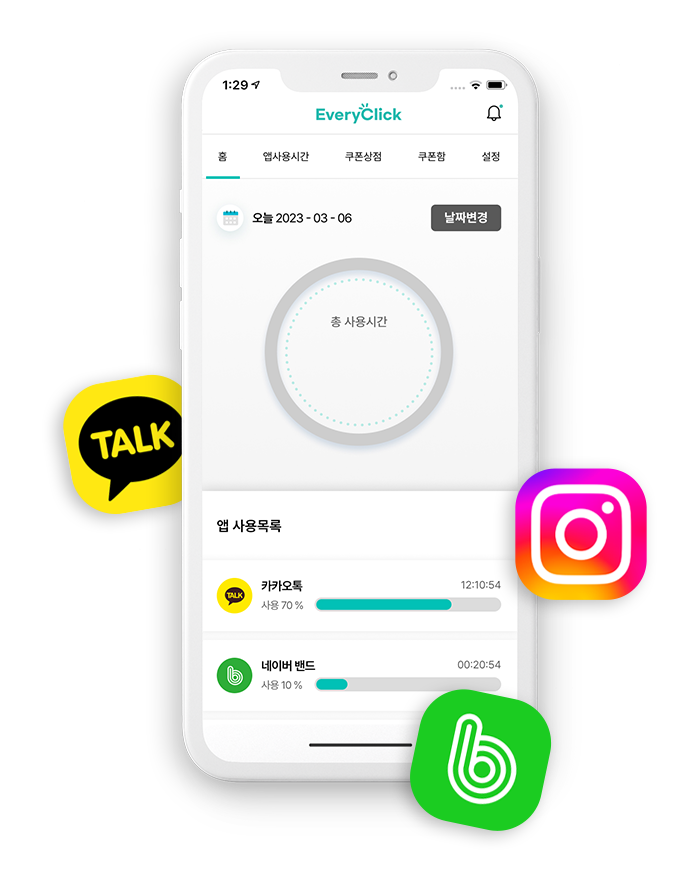 1:29
EveryClick
홈 앱사용시간 쿠폰상점 쿠폰함 설정
오늘 2023 - 03 - 06 날짜변경
총 사용시간
TALK
앱 사용목록
카카오톡 12:10:54
TALK
사용 70 %
네이버 밴드 00:20:54
사용 10 %